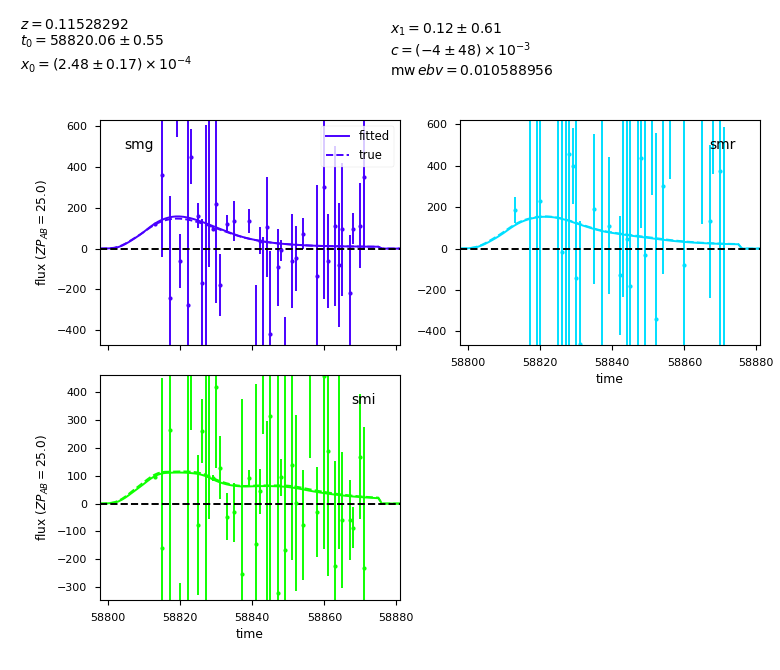 z = 0.11528292
t₀ = 58820.06 ± 0.55
x₀ = (2.48 ± 0.17) × 10⁻⁴
x₁ = 0.12 ± 0.61
c = (−4 ± 48) × 10⁻³
mw ebv = 0.010588956
600
400
200
0
−200
−400
flux (ZP_AB = 25.0)
smg
fitted
true
600
400
200
0
−200
−400
smr
58800 58820 58840 58860 58880
time
400
300
200
100
0
−100
−200
−300
flux (ZP_AB = 25.0)
smi
58800 58820 58840 58860 58880
time